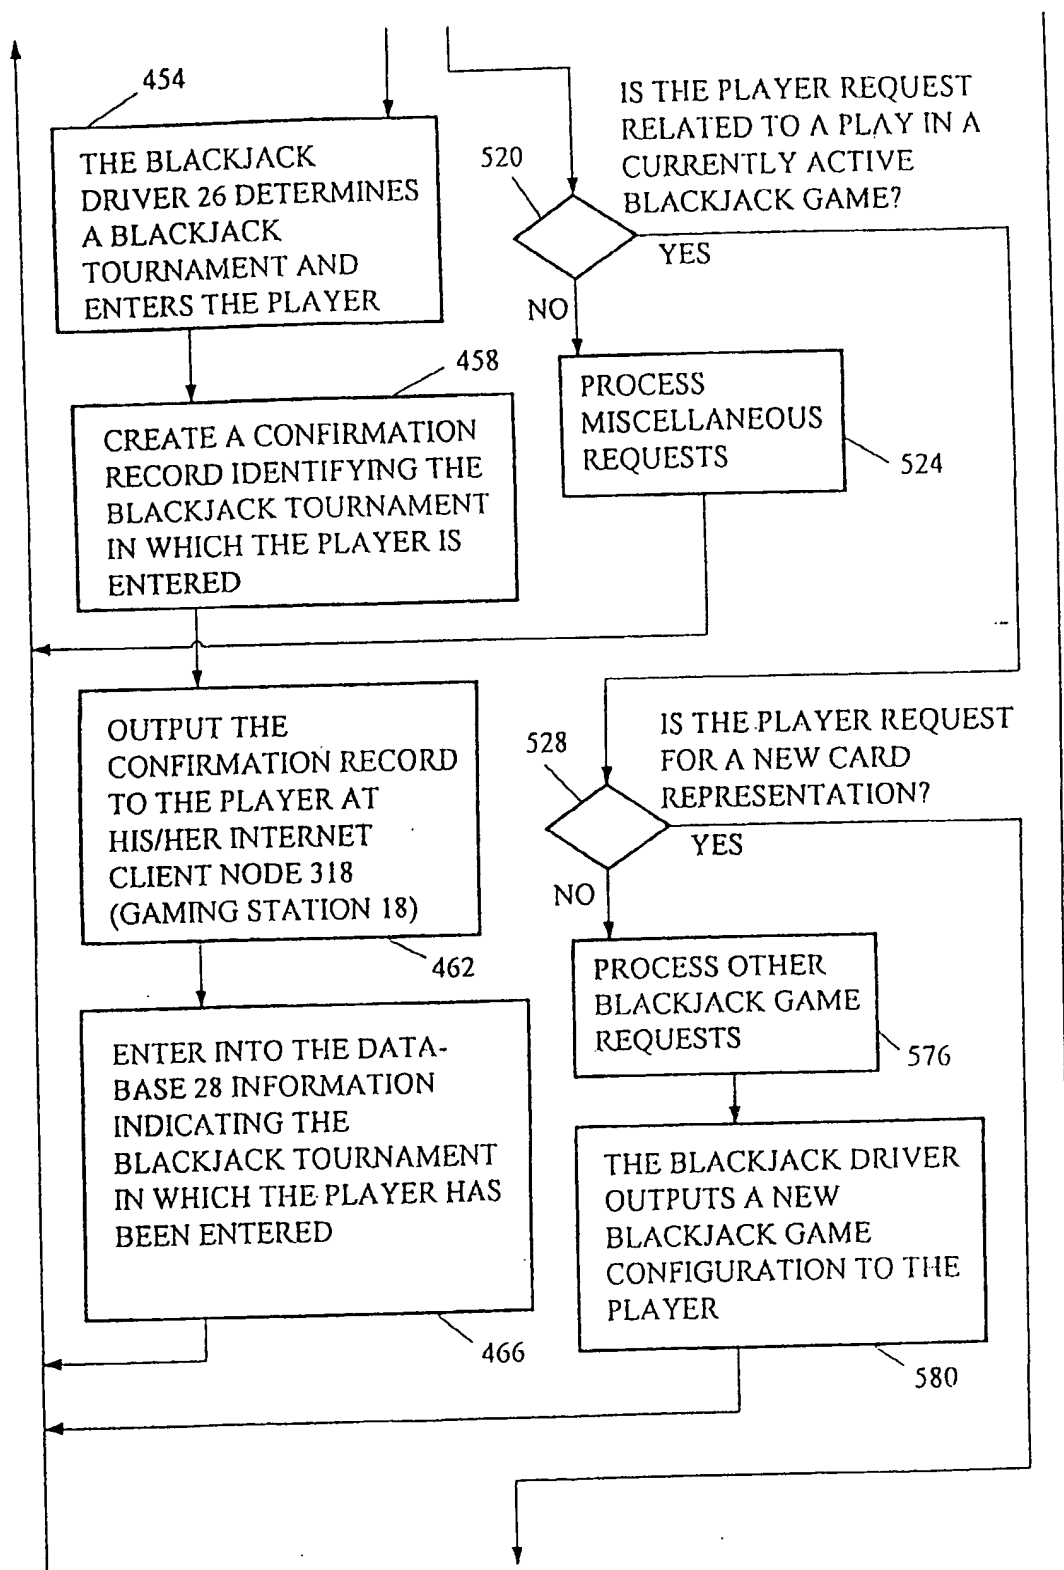 454
THE BLACKJACK
DRIVER 26 DETERMINES
A BLACKJACK
TOURNAMENT AND
ENTERS THE PLAYER
458
CREATE A CONFIRMATION
RECORD IDENTIFYING THE
BLACKJACK TOURNAMENT
IN WHICH THE PLAYER IS
ENTERED
OUTPUT THE
CONFIRMATION RECORD
TO THE PLAYER AT
HIS/HER INTERNET
CLIENT NODE 318
(GAMING STATION 18)
462
ENTER INTO THE DATA-
BASE 28 INFORMATION
INDICATING THE
BLACKJACK TOURNAMENT
IN WHICH THE PLAYER HAS
BEEN ENTERED
466
IS THE PLAYER REQUEST
RELATED TO A PLAY IN A
CURRENTLY ACTIVE
BLACKJACK GAME?
520
YES
NO
PROCESS
MISCELLANEOUS
REQUESTS
524
IS THE PLAYER REQUEST
FOR A NEW CARD
REPRESENTATION?
528
YES
NO
PROCESS OTHER
BLACKJACK GAME
REQUESTS
576
THE BLACKJACK DRIVER
OUTPUTS A NEW
BLACKJACK GAME
CONFIGURATION TO THE
PLAYER
580